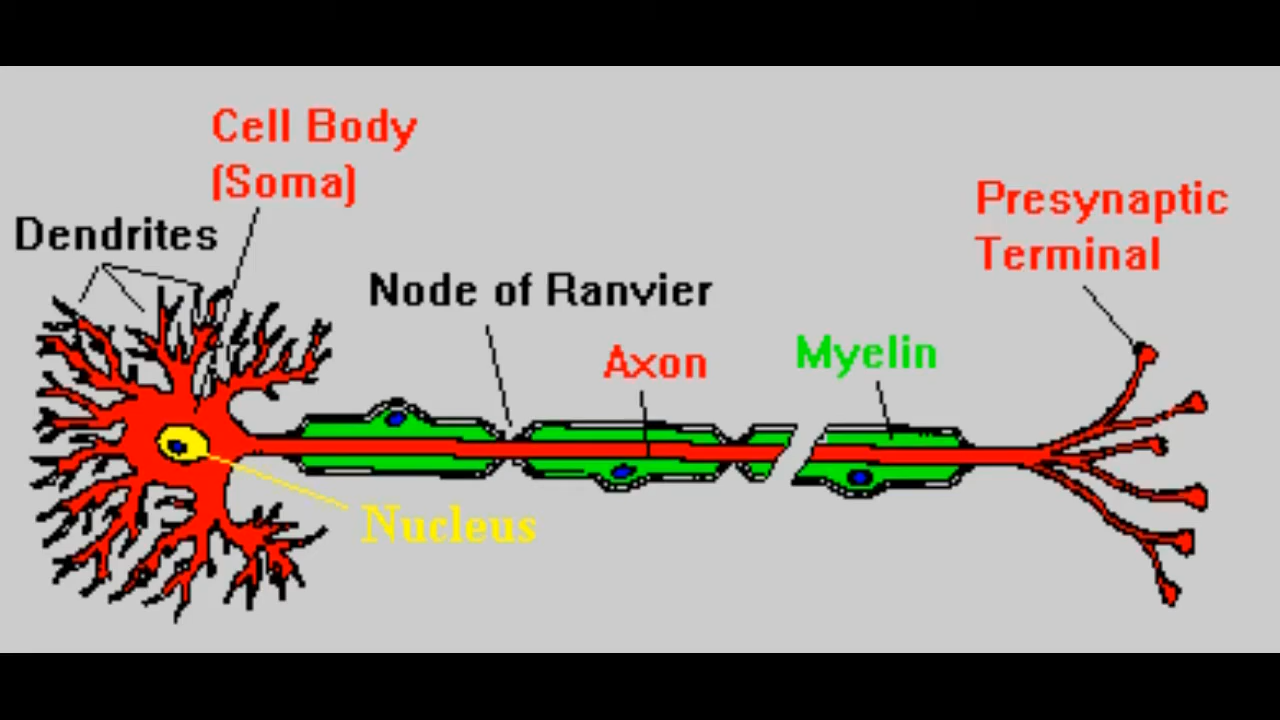 Cell Body
(Soma)
Dendrites
Presynaptic
Terminal
Node of Ranvier
Axon
Myelin
Nucleus